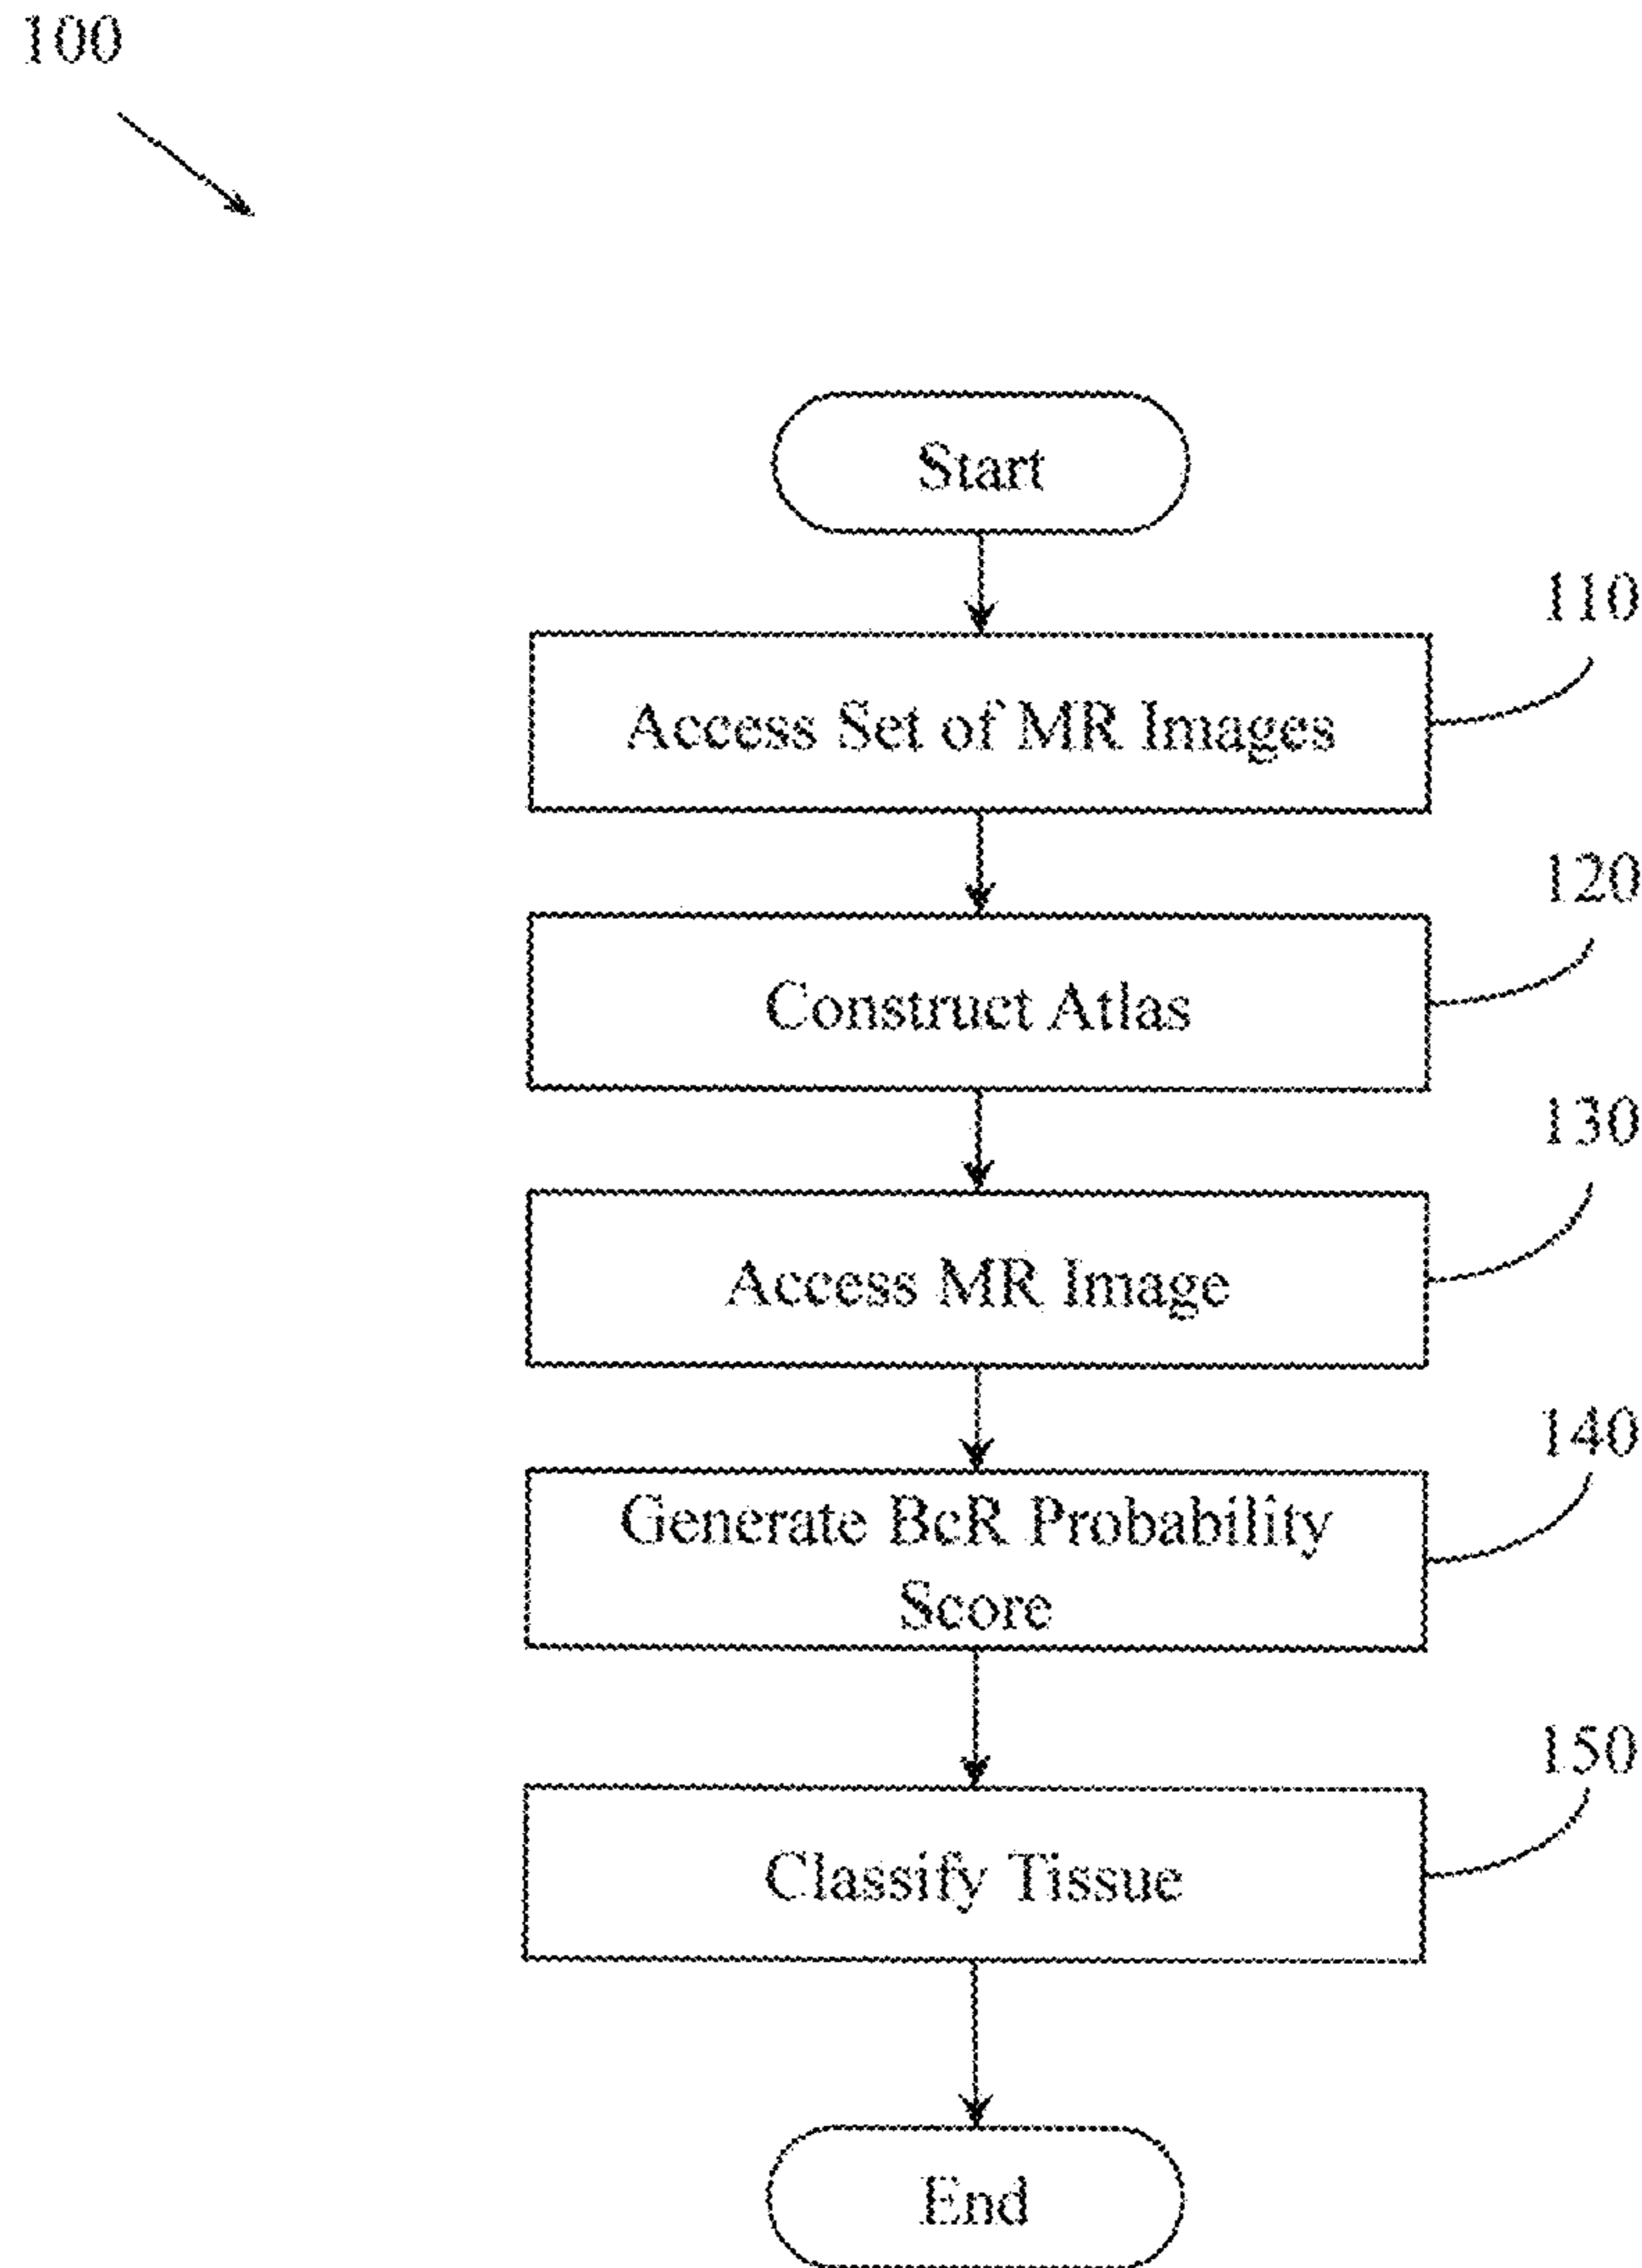 100
Start
110
Access Set of MR Images
120
Construct Atlas
130
Access MR Image
140
Generate BcR Probability
Score
150
Classify Tissue
End